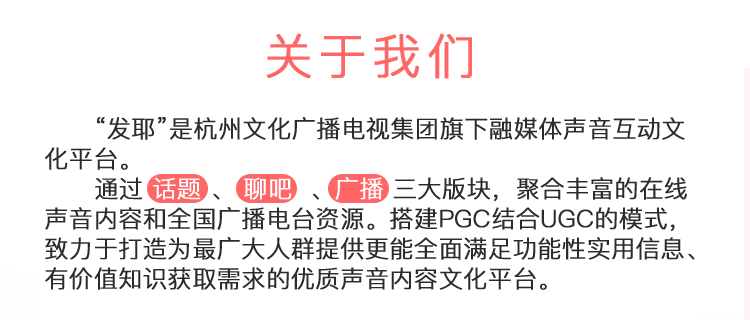 关于我们
“发耶”是杭州文化广播电视集团旗下融媒体声音互动文
化平台。
通过 话题 、 聊吧 、 广播 三大版块，聚合丰富的在线
声音内容和全国广播电台资源。搭建PGC结合UGC的模式，
致力于打造为最广大人群提供更能全面满足功能性实用信息、
有价值知识获取需求的优质声音内容文化平台。